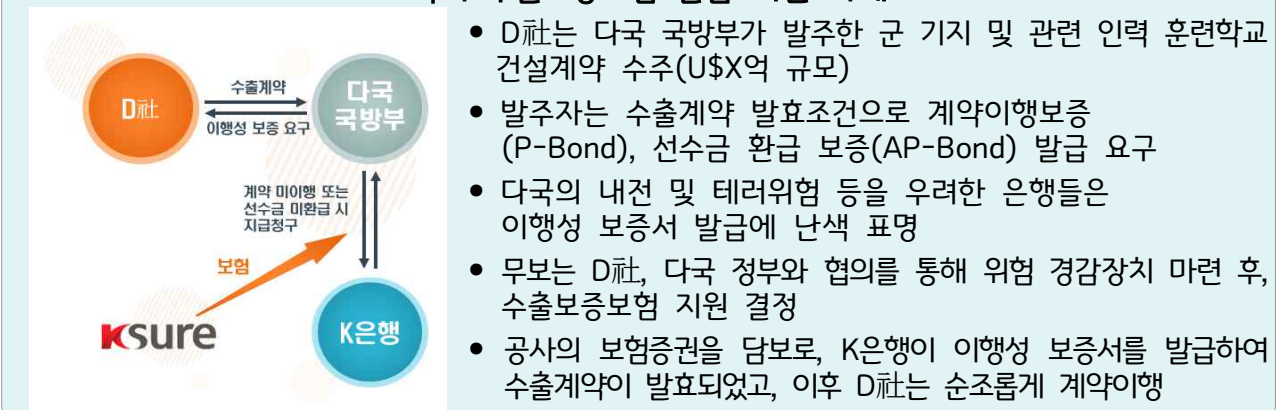 D社
수출계약
이행성 보증 요구
다국
국방부
계약 미이행 또는
선수금 미환급 시
지급청구
보험
ksure
K은행
• D社는 다국 국방부가 발주한 군 기지 및 관련 인력 훈련학교
건설계약 수주(U$X억 규모)
• 발주자는 수출계약 발효조건으로 계약이행보증
(P-Bond), 선수금 환급 보증(AP-Bond) 발급 요구
• 다국의 내전 및 테러위험 등을 우려한 은행들은
이행성 보증서 발급에 난색 표명
• 무보는 D社, 다국 정부와 협의를 통해 위험 경감장치 마련 후,
수출보증보험 지원 결정
• 공사의 보험증권을 담보로, K은행이 이행성 보증서를 발급하여
수출계약이 발효되었고, 이후 D社는 순조롭게 계약이행